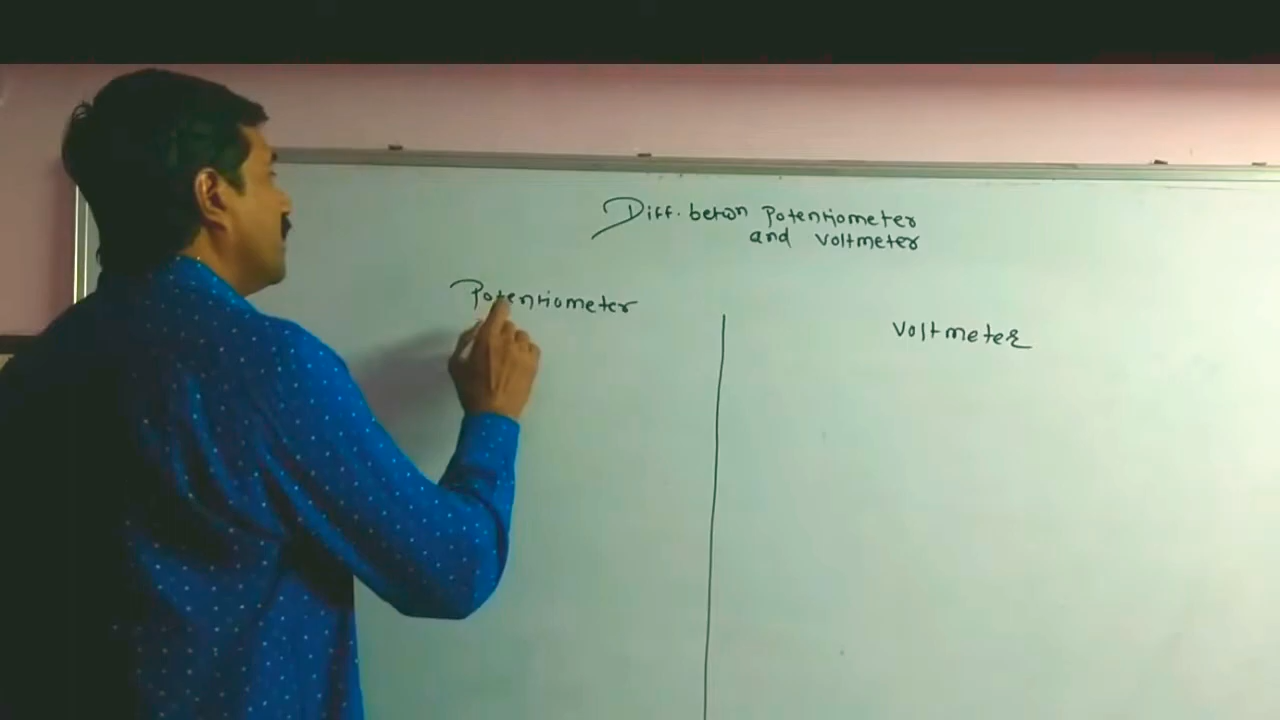 Diff. betwn Potentiometer
and Voltmeter
Potentiometer
Voltmeter